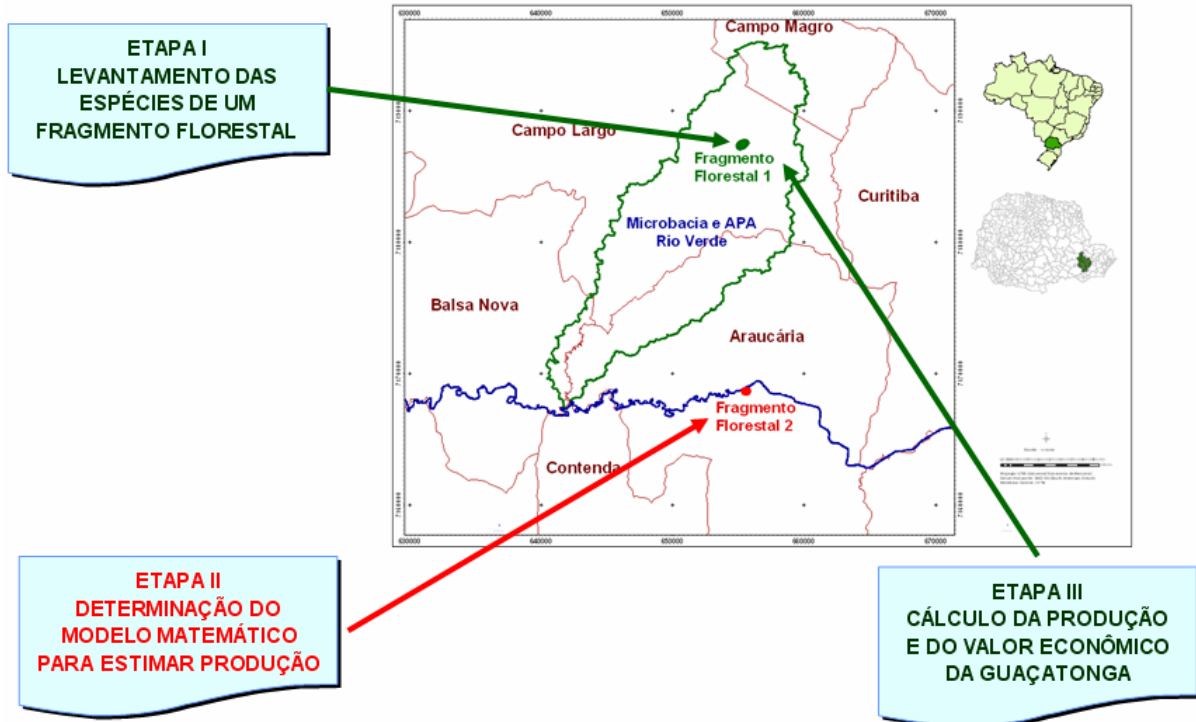 ETAPA I
LEVANTAMENTO DAS
ESPÉCIES DE UM
FRAGMENTO FLORESTAL
630000
640000
650000
660000
670000
Campo Magro
Campo Largo
Fragmento
Florestal 1
Curitiba
Microbacia e APA
Rio Verde
Balsa Nova
Araucária
Fragmento
Florestal 2
Contenda
7170000
7160000
640000
650000
660000
670000
ETAPA II
DETERMINAÇÃO DO
MODELO MATEMÁTICO
PARA ESTIMAR PRODUÇÃO
ETAPA III
CÁLCULO DA PRODUÇÃO
E DO VALOR ECONÔMICO
DA GUAÇATONGA